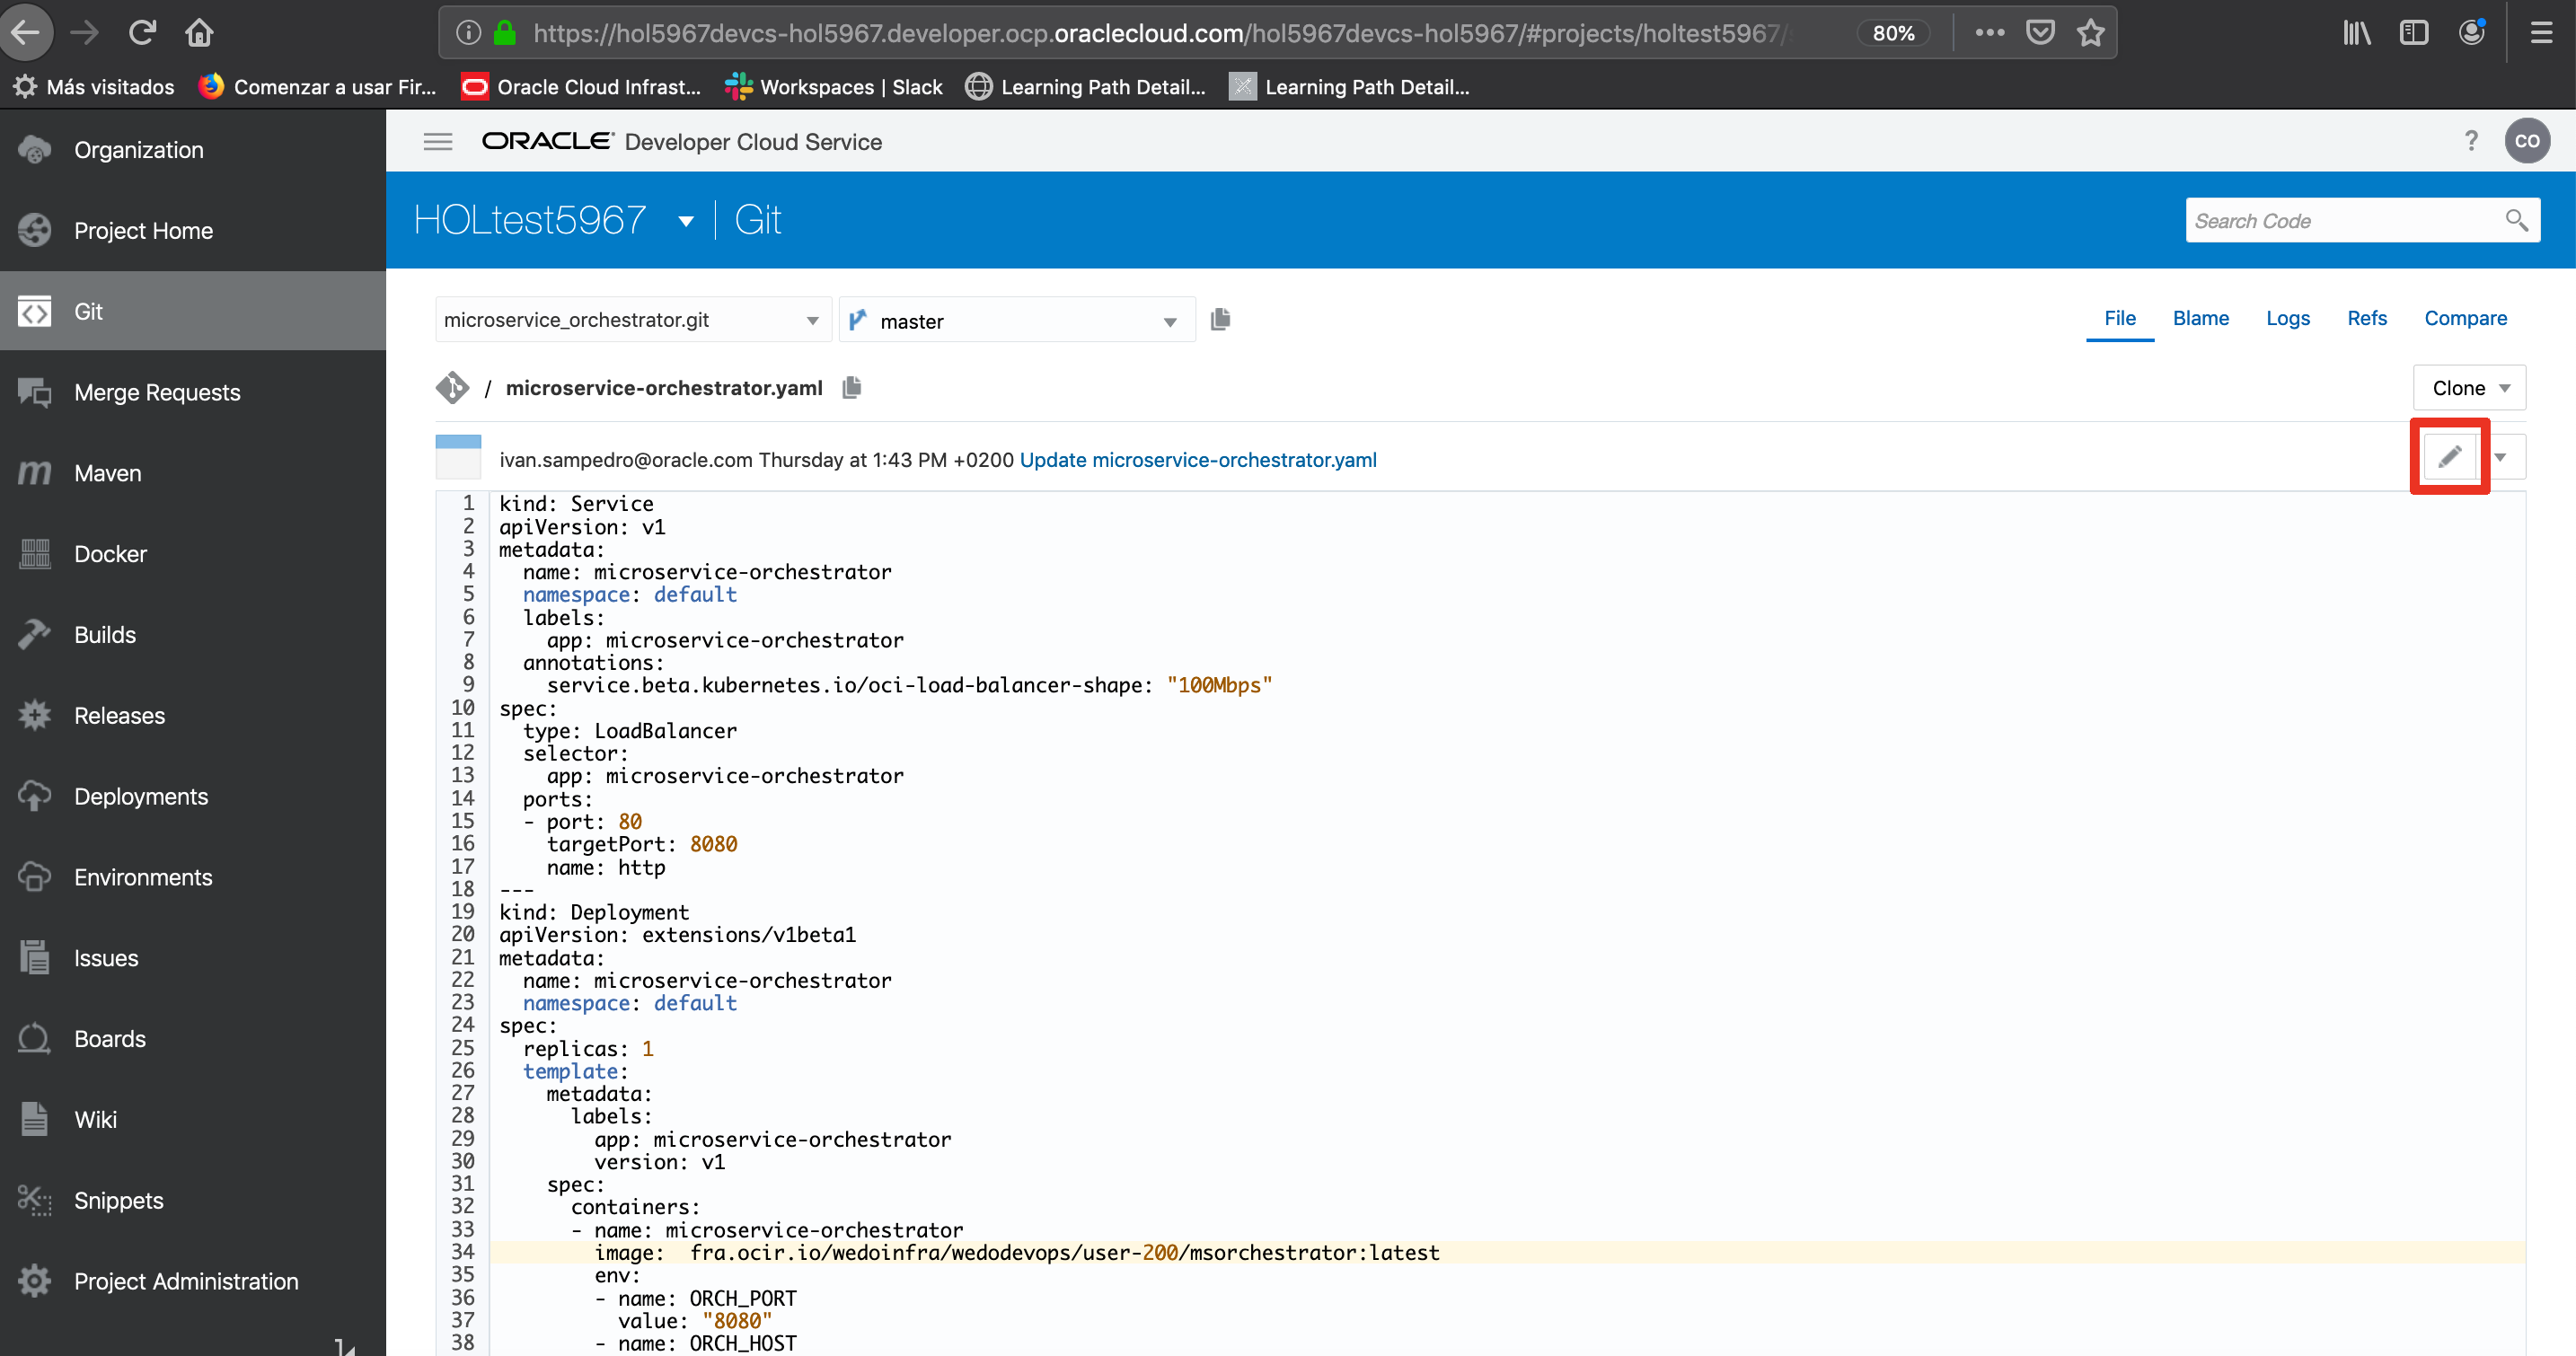 https://hol5967devcs-hol5967.developer.ocp.oraclecloud.com/hol5967devcs-hol5967/#projects/holtest5967/
80%
Más visitados
Comenzar a usar Fir...
Oracle Cloud Infrast...
Workspaces | Slack
Learning Path Detail...
Learning Path Detail...
Organization
Project Home
Git
Merge Requests
Maven
Docker
Builds
Releases
Deployments
Environments
Issues
Boards
Wiki
Snippets
Project Administration
ORACLE Developer Cloud Service
?
CO
HOLtest5967
Git
Search Code
microservice_orchestrator.git
master
File
Blame
Logs
Refs
Compare
/ microservice-orchestrator.yaml
Clone
ivan.sampedro@oracle.com Thursday at 1:43 PM +0200 Update microservice-orchestrator.yaml
1 kind: Service
2 apiVersion: v1
3 metadata:
4   name: microservice-orchestrator
5   namespace: default
6   labels:
7     app: microservice-orchestrator
8   annotations:
9     service.beta.kubernetes.io/oci-load-balancer-shape: "100Mbps"
10 spec:
11   type: LoadBalancer
12   selector:
13     app: microservice-orchestrator
14   ports:
15   - port: 80
16     targetPort: 8080
17     name: http
18 ---
19 kind: Deployment
20 apiVersion: extensions/v1beta1
21 metadata:
22   name: microservice-orchestrator
23   namespace: default
24 spec:
25   replicas: 1
26   template:
27     metadata:
28       labels:
29         app: microservice-orchestrator
30         version: v1
31     spec:
32       containers:
33       - name: microservice-orchestrator
34         image:  fra.ocir.io/wedoinfra/wedodevops/user-200/msorchestrator:latest
35         env:
36         - name: ORCH_PORT
37           value: "8080"
38         - name: ORCH_HOST